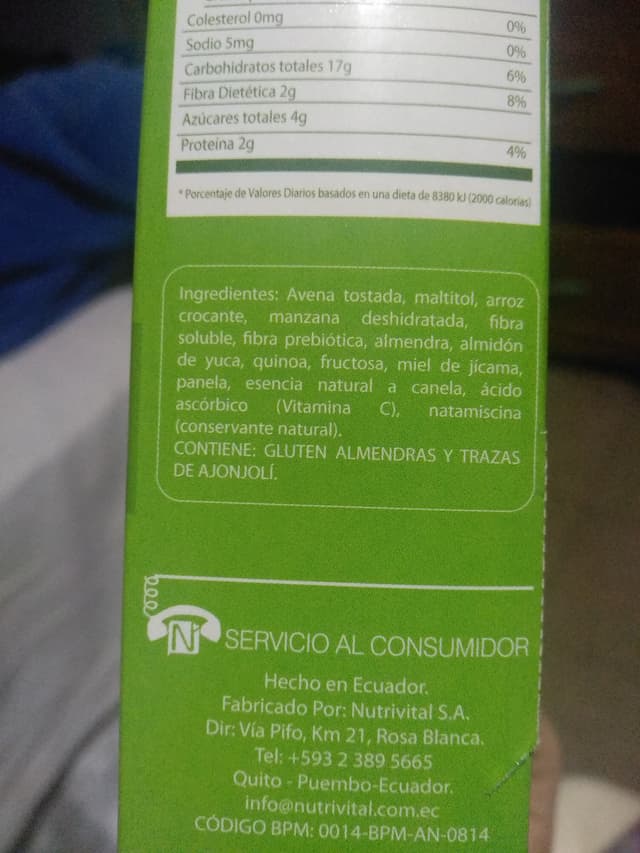 Colesterol 0mg 0%
Sodio 5mg 0%
Carbohidratos totales 17g 6%
Fibra Dietética 2g 8%
Azúcares totales 4g
Proteína 2g 4%
* Porcentaje de Valores Diarios basados en una dieta de 8380 kJ (2000 calorías)
Ingredientes: Avena tostada, maltitol, arroz
crocante, manzana deshidratada, fibra
soluble, fibra prebiótica, almendra, almidón
de yuca, quinoa, fructosa, miel de jícama,
panela, esencia natural a canela, ácido
ascórbico (Vitamina C), natamiscina
(conservante natural).
CONTIENE: GLUTEN ALMENDRAS Y TRAZAS
DE AJONJOLÍ.
N SERVICIO AL CONSUMIDOR
Hecho en Ecuador.
Fabricado Por: Nutrivital S.A.
Dir: Vía Pifo, Km 21, Rosa Blanca.
Tel: +593 2 389 5665
Quito - Puembo-Ecuador.
info@nutrivital.com.ec
CÓDIGO BPM: 0014-BPM-AN-0814